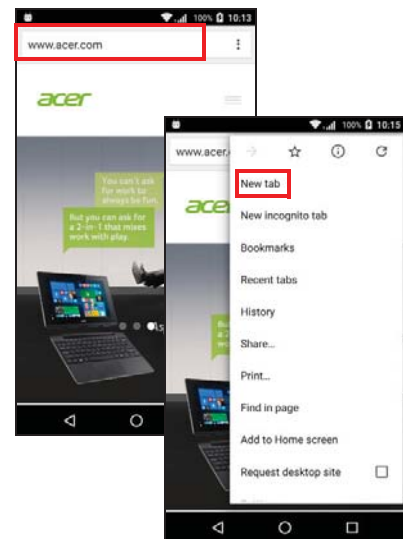 100% 10:13
www.acer.com
acer
You can't ask
for work to
always be fun.
But you can ask for
a 2-in-1 that mixes
work with play.
100% 10:15
www.acer.
acer
New tab
New incognito tab
Bookmarks
Recent tabs
History
Share...
Print...
Find in page
Add to Home screen
Request desktop site